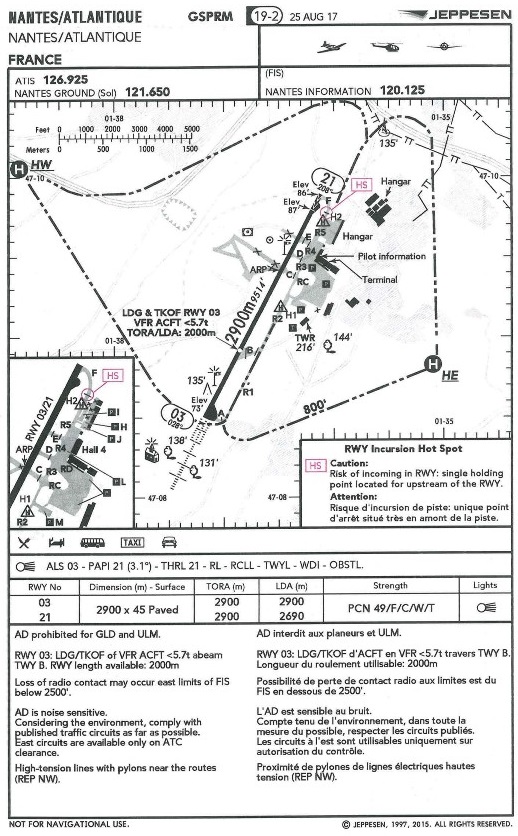 NANTES/ATLANTIQUE
GSPRM
19-2
25 AUG 17
JEPPESEN
NANTES/ATLANTIQUE
FRANCE
ATIS 126.925
NANTES GROUND (Sol) 121.650
(FIS)
NANTES INFORMATION 120.125
01-38
01-35
Feet 0 1000 2000 3000 4000 5000
Meters 0 500 1000 1500
135'
H HW
47-10
47-10
21
208°
HS
Elev 86'
Elev 87'
F
H2
R5
Hangar
Hangar
E
D
R4
Pilot information
ARP
R3
C
RC
Terminal
2900m 9514'
LDG & TKOF RWY 03
VFR ACFT <5.7t
TORA/LDA: 2000m
R2
H1
TWR
216'
144'
01-38
B
H HE
135'
R1
Elev
73'
A
03
028°
800'
01-35
138'
131'
47-08
47-08
F
HS
H2
RWY 03/21
R5
H
J
E
ARP
D
R4
Hall 4
C
R3
RD
RC
L
H1
R2
M
RWY Incursion Hot Spot
HS
Caution:
Risk of incoming in RWY: single holding
point located for upstream of the RWY.
Attention:
Risque d'incursion de piste: unique point
d'arrêt situé très en amont de la piste.
TAXI
ALS 03 - PAPI 21 (3.1°) - THRL 21 - RL - RCLL - TWYL - WDI - OBSTL.
RWY No Dimension (m) - Surface TORA (m) LDA (m) Strength Lights
03 2900 x 45 Paved 2900 2900 PCN 49/F/C/W/T
21 2900 2690
AD prohibited for GLD and ULM.
RWY 03: LDG/TKOF of VFR ACFT <5.7t abeam
TWY B. RWY length available: 2000m
Loss of radio contact may occur east limits of FIS
below 2500'.
AD is noise sensitive.
Considering the environment, comply with
published traffic circuits as far as possible.
East circuits are available only on ATC
clearance.
High-tension lines with pylons near the routes
(REP NW).
AD interdit aux planeurs et ULM.
RWY 03: LDG/TKOF d'ACFT en VFR <5.7t travers TWY B.
Longueur du roulement utilisable: 2000m
Possibilité de perte de contact radio aux limites est du
FIS en dessous de 2500'.
L'AD est sensible au bruit.
Compte tenu de l'environnement, dans toute la
mesure du possible, respecter les circuits publiés.
Les circuits à l'est sont utilisables uniquement sur
autorisation du contrôle.
Proximité de pylones de lignes électriques hautes
tension (REP NW).
NOT FOR NAVIGATIONAL USE.
© JEPPESEN, 1997, 2015. ALL RIGHTS RESERVED.